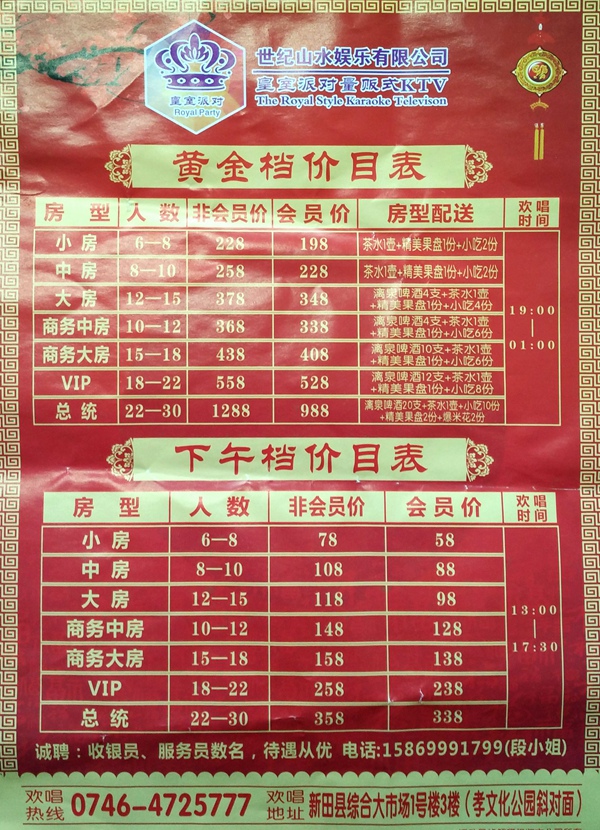 世纪山水娱乐有限公司
皇室派对量贩式KTV
The Royal Style Karaoke Televison
皇室派对
Royal Party
黄金档价目表
房型 人数 非会员价 会员价 房型配送 欢唱时间
小房 6—8 228 198 茶水1壶+精美果盘1份+小吃2份
中房 8—10 258 228 茶水1壶+精美果盘1份+小吃2份
大房 12—15 378 348 漓泉啤酒4支+茶水1壶+精美果盘1份+小吃4份
商务中房 10—12 368 338 漓泉啤酒4支+茶水1壶+精美果盘1份+小吃6份
商务大房 15—18 438 408 漓泉啤酒10支+茶水1壶+精美果盘1份+小吃6份
VIP 18—22 558 528 漓泉啤酒12支+茶水1壶+精美果盘1份+小吃8份
总统 22—30 1288 988 漓泉啤酒20支+茶水1壶+小吃10份+精美果盘2份+爆米花2份
19:00—01:00
下午档价目表
房型 人数 非会员价 会员价 欢唱时间
小房 6—8 78 58
中房 8—10 108 88
大房 12—15 118 98
商务中房 10—12 148 128
商务大房 15—18 158 138
VIP 18—22 258 238
总统 22—30 358 338
13:00—17:30
诚聘：收银员、服务员数名，待遇从优 电话:15869991799(段小姐)
欢唱热线 0746-4725777 欢唱地址 新田县综合大市场1号楼3楼（孝文化公园斜对面）